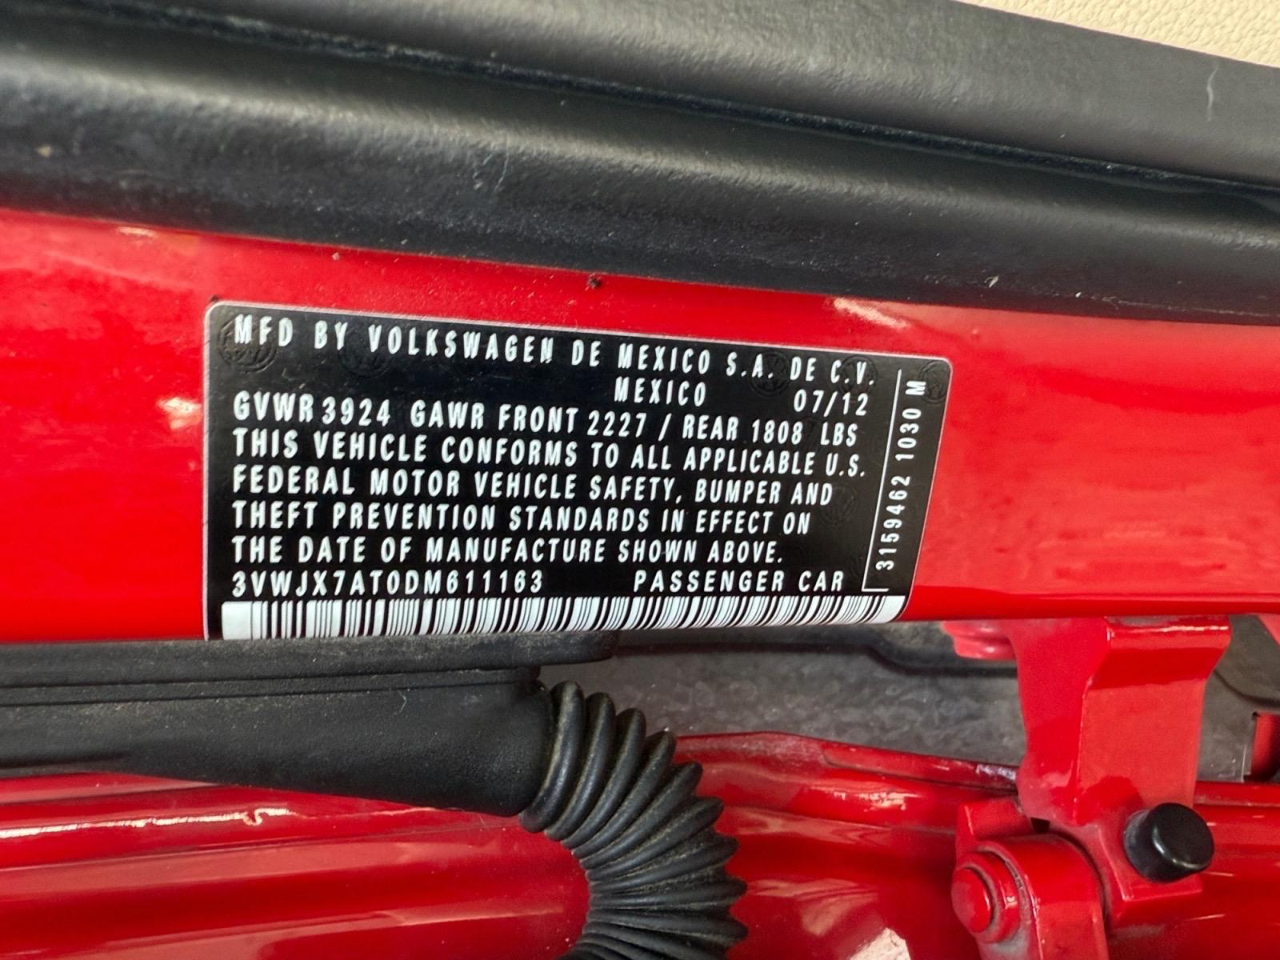 MFD BY VOLKSWAGEN DE MEXICO S.A. DE C.V.
MEXICO 07/12
GVWR 3924 GAWR FRONT 2227 / REAR 1808 LBS
THIS VEHICLE CONFORMS TO ALL APPLICABLE U.S.
FEDERAL MOTOR VEHICLE SAFETY, BUMPER AND
THEFT PREVENTION STANDARDS IN EFFECT ON
THE DATE OF MANUFACTURE SHOWN ABOVE.
3VWJX7AT0DM611163 PASSENGER CAR
3159462 1030 M